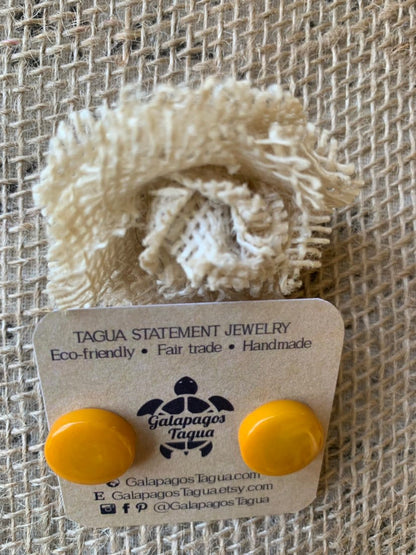 TAGUA STATEMENT JEWELRY
Eco-friendly • Fair trade • Handmade
Galapagos
Tagua
GalapagosTagua.com
E GalapagosTagua.etsy.com
@GalapagosTagua